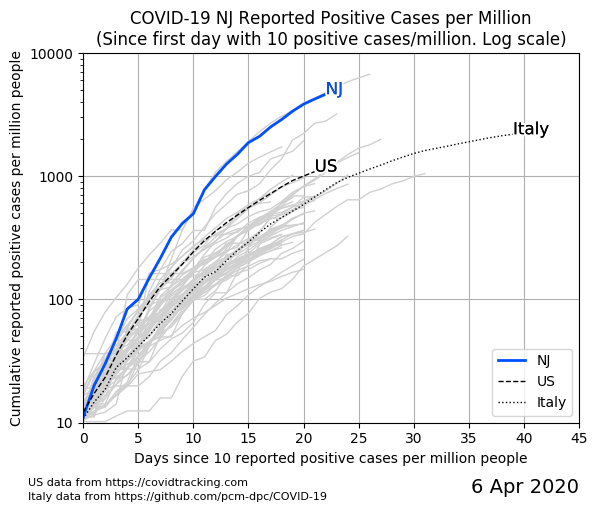 COVID-19 NJ Reported Positive Cases per Million
(Since first day with 10 positive cases/million. Log scale)
Cumulative reported positive cases per million people
10000
1000
100
10
NJ
Italy
US
NJ
US
Italy
0 5 10 15 20 25 30 35 40 45
Days since 10 reported positive cases per million people
US data from https://covidtracking.com
Italy data from https://github.com/pcm-dpc/COVID-19
6 Apr 2020